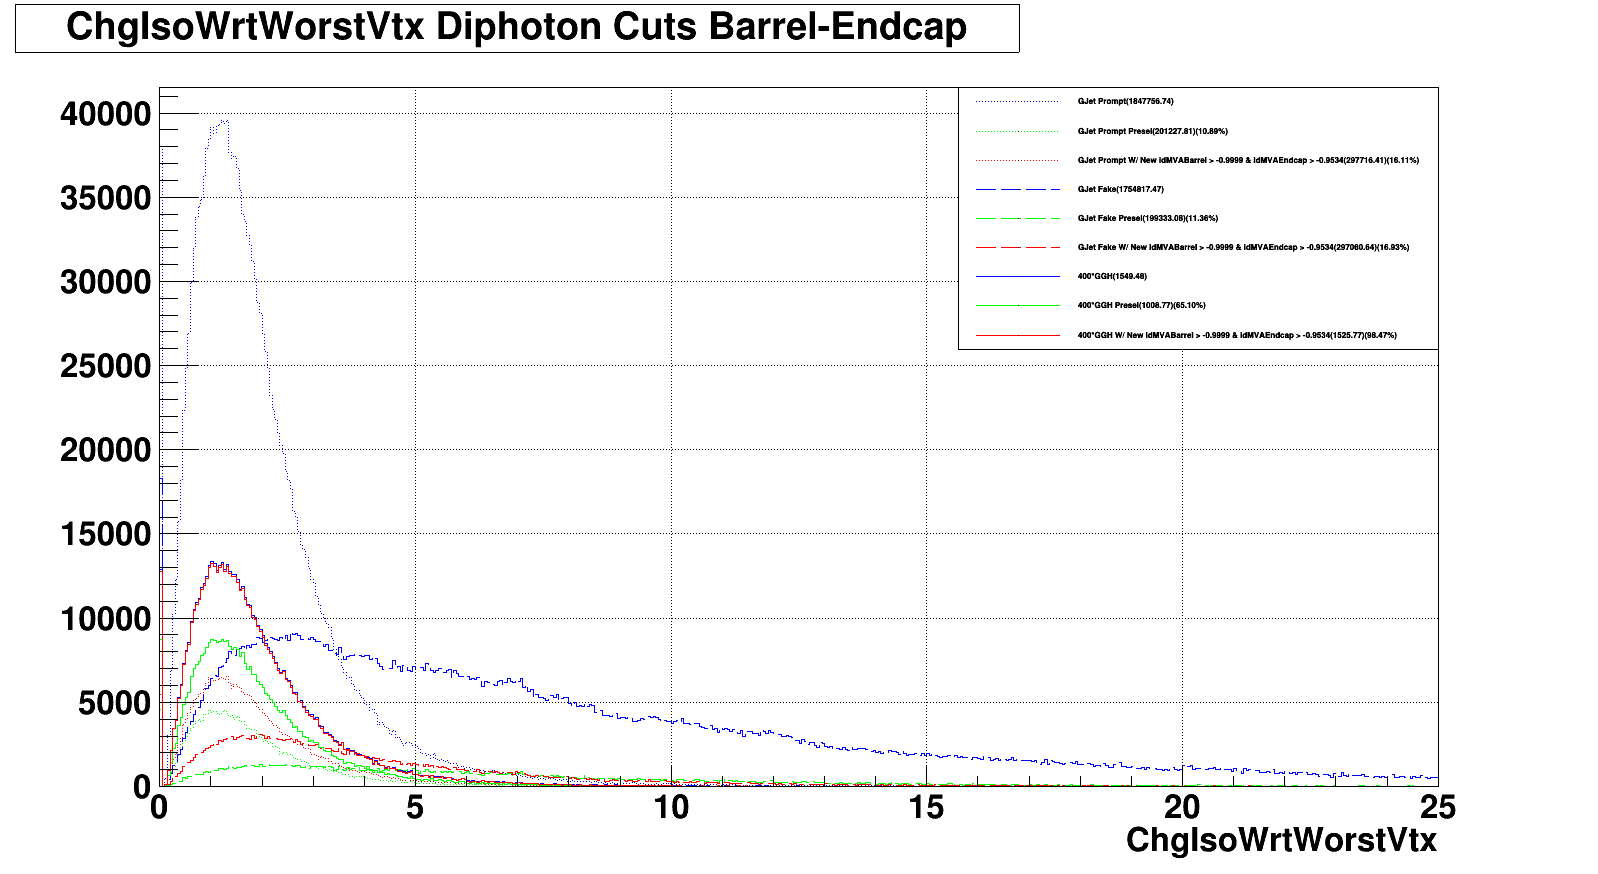 ChgIsoWrtWorstVtx Diphoton Cuts Barrel-Endcap
GJet Prompt(1847756.74)
GJet Prompt Presel(201227.81)(10.89%)
GJet Prompt W/ New idMVABarrel > -0.9999 & idMVAEndcap > -0.9534(297716.41)(16.11%)
GJet Fake(1754817.47)
GJet Fake Presel(199333.08)(11.36%)
GJet Fake W/ New idMVABarrel > -0.9999 & idMVAEndcap > -0.9534(297060.64)(16.93%)
400*GGH(1549.48)
400*GGH Presel(1008.77)(65.10%)
400*GGH W/ New idMVABarrel > -0.9999 & idMVAEndcap > -0.9534(1525.77)(98.47%)
40000
35000
30000
25000
20000
15000
10000
5000
0
0 5 10 15 20 25
ChgIsoWrtWorstVtx